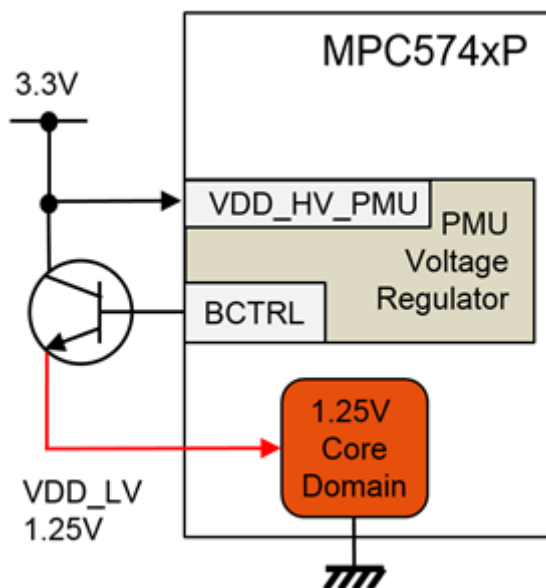 MPC574xP
3.3V
VDD_HV_PMU
PMU
Voltage
Regulator
BCTRL
1.25V
Core
Domain
VDD_LV
1.25V